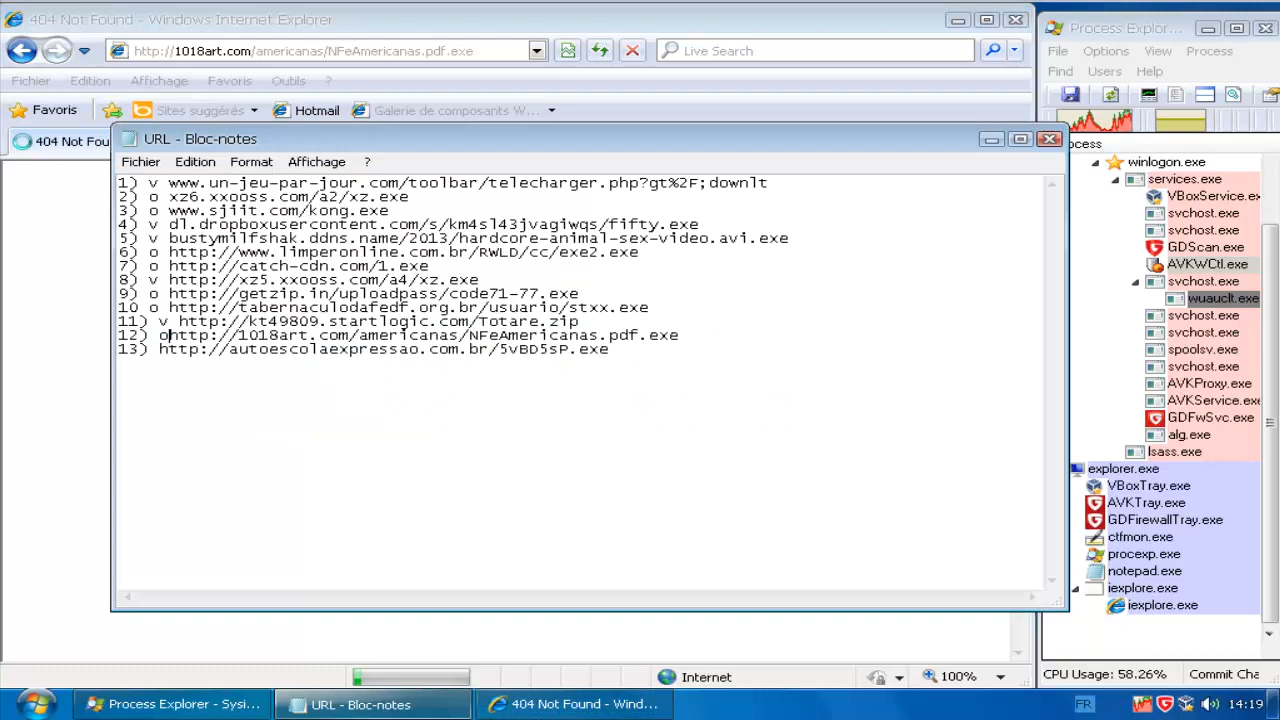 404 Not Found - Windows Internet Explorer
http://1018art.com/americanas/NFeAmericanas.pdf.exe
Live Search
Fichier Edition Affichage Favoris Outils
Favoris Sites suggérés Hotmail Galerie de composants W...
404 Not Fou
URL - Bloc-notes
Fichier Edition Format Affichage ?
1) v www.un-jeu-par-jour.com/toolbar/telecharger.php?gt%2F;downlt
2) o xz6.xxooss.com/a2/xz.exe
3) o www.sjiit.com/kong.exe
4) v dl.dropboxusercontent.com/s/km4sl43jvagiwqs/fifty.exe
5) v bustymilfshak.ddns.name/2013/hardcore-animal-sex-video.avi.exe
6) o http://www.limperonline.com.br/RWLD/cc/exe2.exe
7) o http://catch-cdn.com/1.exe
8) v http://xz5.xxooss.com/a4/xz.exe
9) o http://getzip.in/uploadpass/code71-77.exe
10 o http://tabernaculodafedf.org.br/usuario/stxx.exe
11) v http://kt49809.startlogic.com/Totare.zip
12) ohttp://1018art.com/americanas/NFeAmericanas.pdf.exe
13) http://autoescolaexpressao.com.br/5vBD5sP.exe
Internet
100%
Process Explor...
File Options View Process
Find Users Help
ocess
winlogon.exe
services.exe
VBoxService.ex
svchost.exe
svchost.exe
GDScan.exe
AVKWCtl.exe
svchost.exe
wuauclt.exe
svchost.exe
svchost.exe
spoolsv.exe
svchost.exe
AVKProxy.exe
AVKService.exe
GDFwSvc.exe
alg.exe
lsass.exe
explorer.exe
VBoxTray.exe
AVKTray.exe
GDFirewallTray.exe
ctfmon.exe
procexp.exe
notepad.exe
iexplore.exe
iexplore.exe
CPU Usage: 58.26% Commit Cha
Process Explorer - Sysi... URL - Bloc-notes 404 Not Found - Wind... FR 14:19